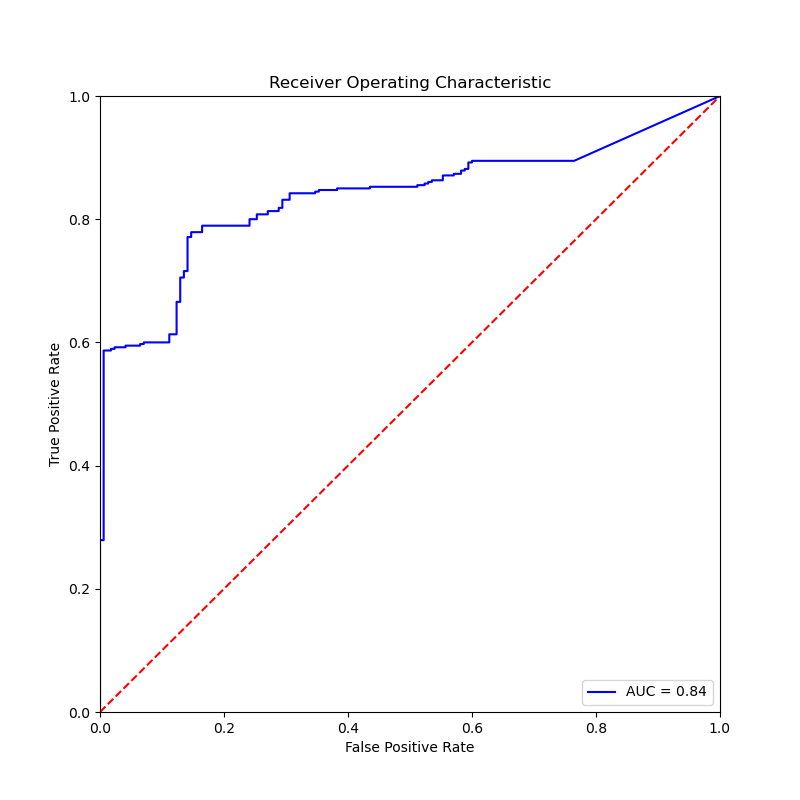 Receiver Operating Characteristic
1.0
0.8
0.6
0.4
0.2
0.0
True Positive Rate
AUC = 0.84
0.0 0.2 0.4 0.6 0.8 1.0
False Positive Rate